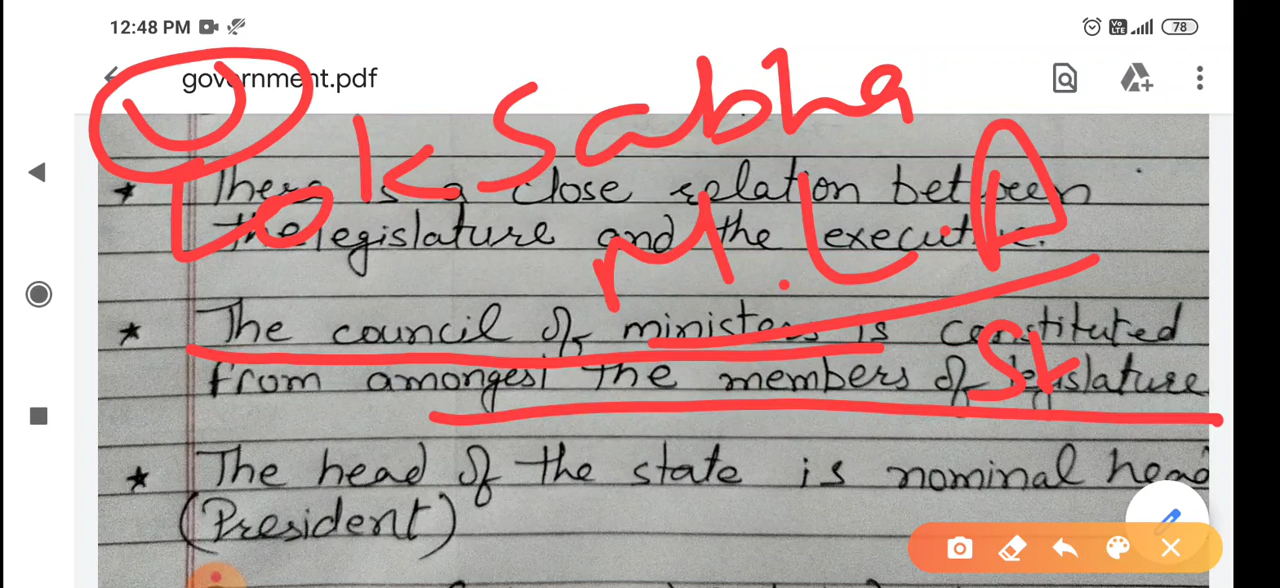 12:48 PM
Vo LTE 78
government.pdf
Lok Sabha
There is a close relation between
the legislature and the executive.
M.L.A
The council of ministers is constituted
from amongest the members of legislature
The head of the state is nominal head
(President)